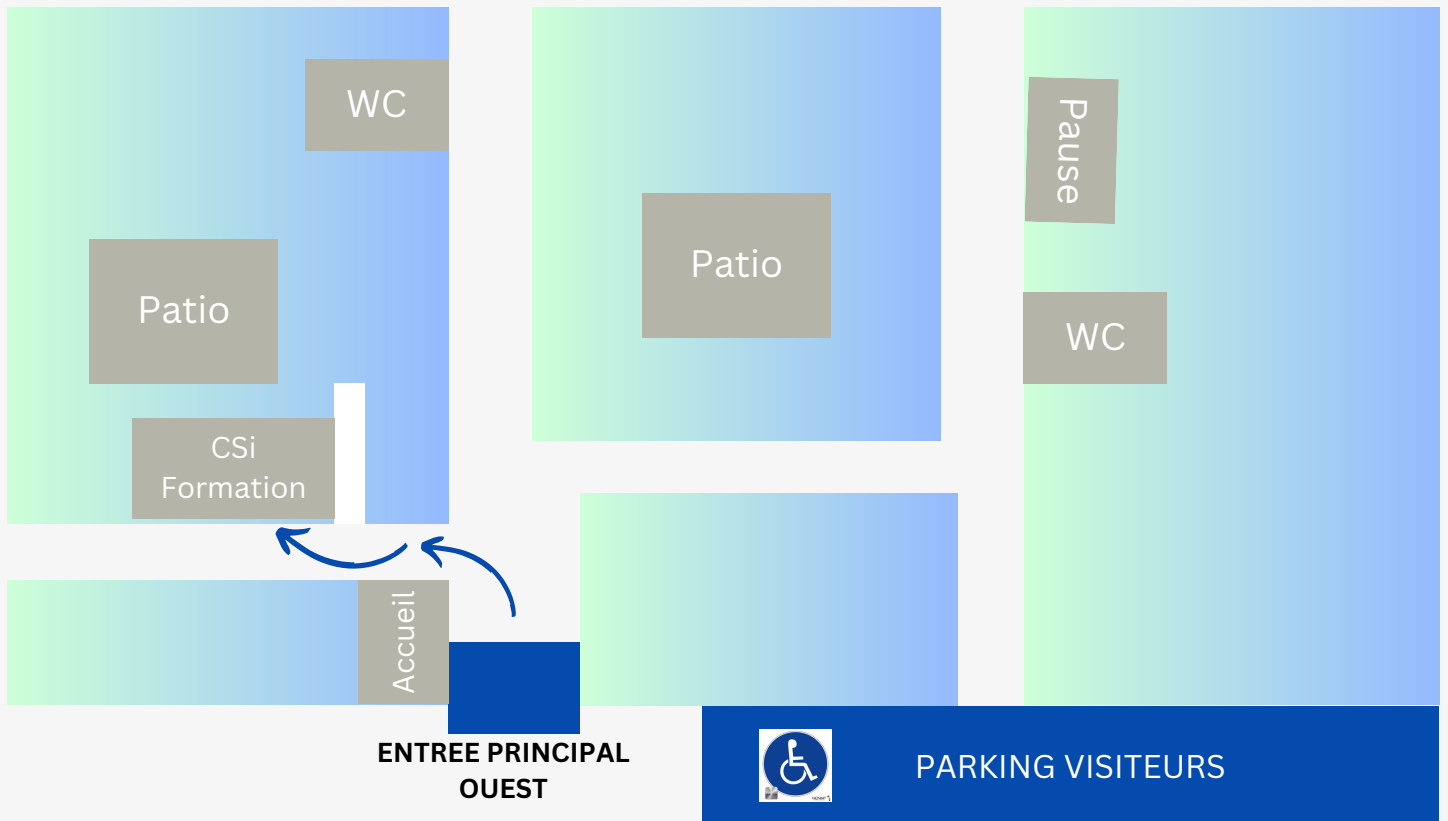 WC
Pause
Patio
Patio
WC
CSi
Formation
Accueil
ENTREE PRINCIPAL
OUEST
PARKING VISITEURS